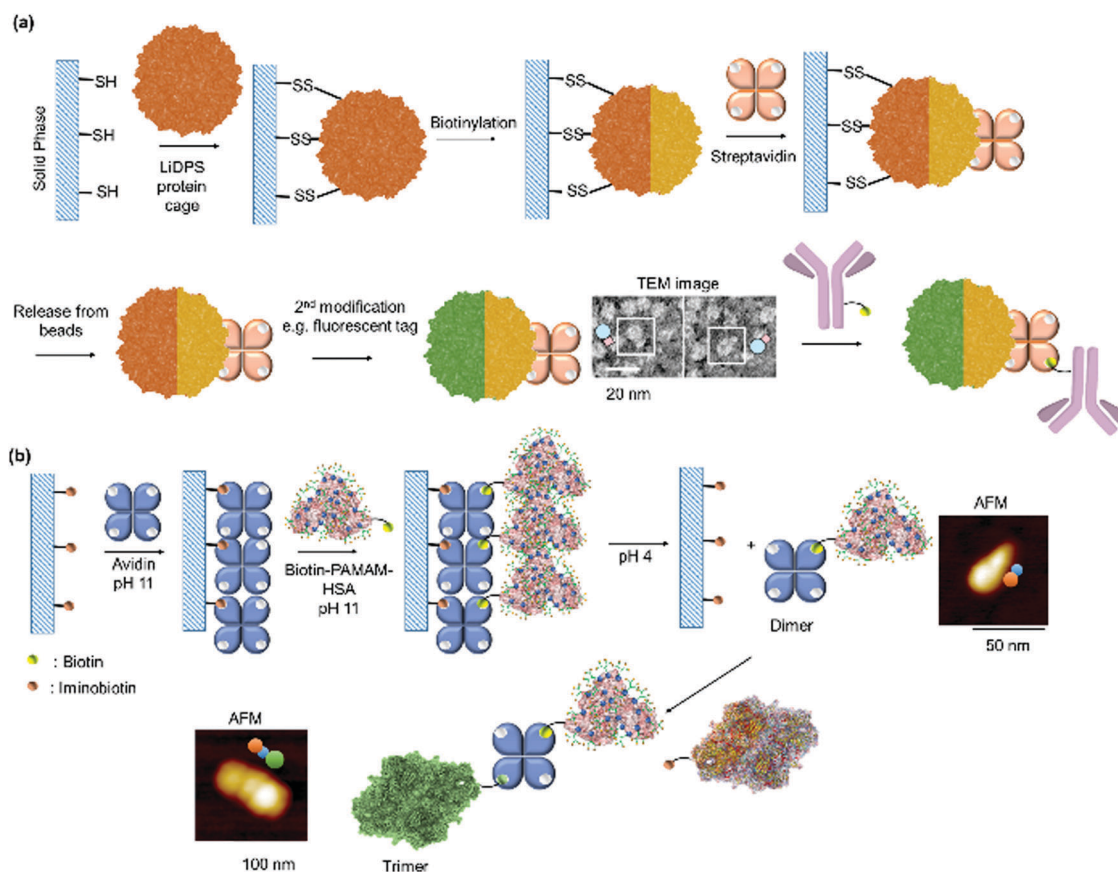 (a)
Solid Phase
SH
SH
SH
LiDPS
protein
cage
SS
SS
SS
Biotinylation
SS
SS
SS
Streptavidin
SS
SS
SS
Release from
beads
2nd modification
e.g. fluorescent tag
TEM image
20 nm
(b)
Avidin
pH 11
Biotin-PAMAM-
HSA
pH 11
pH 4
+
Dimer
AFM
50 nm
: Biotin
: Iminobiotin
AFM
100 nm
Trimer